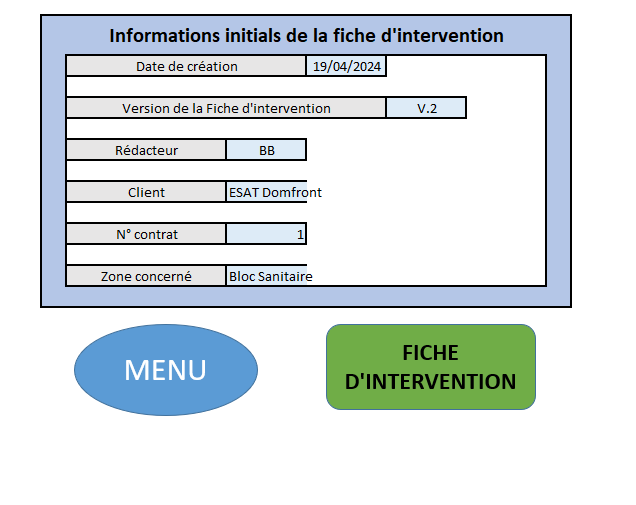 Informations initials de la fiche d'intervention
Date de création 19/04/2024
Version de la Fiche d'intervention V.2
Rédacteur BB
Client ESAT Domfront
N° contrat 1
Zone concerné Bloc Sanitaire
MENU
FICHE
D'INTERVENTION